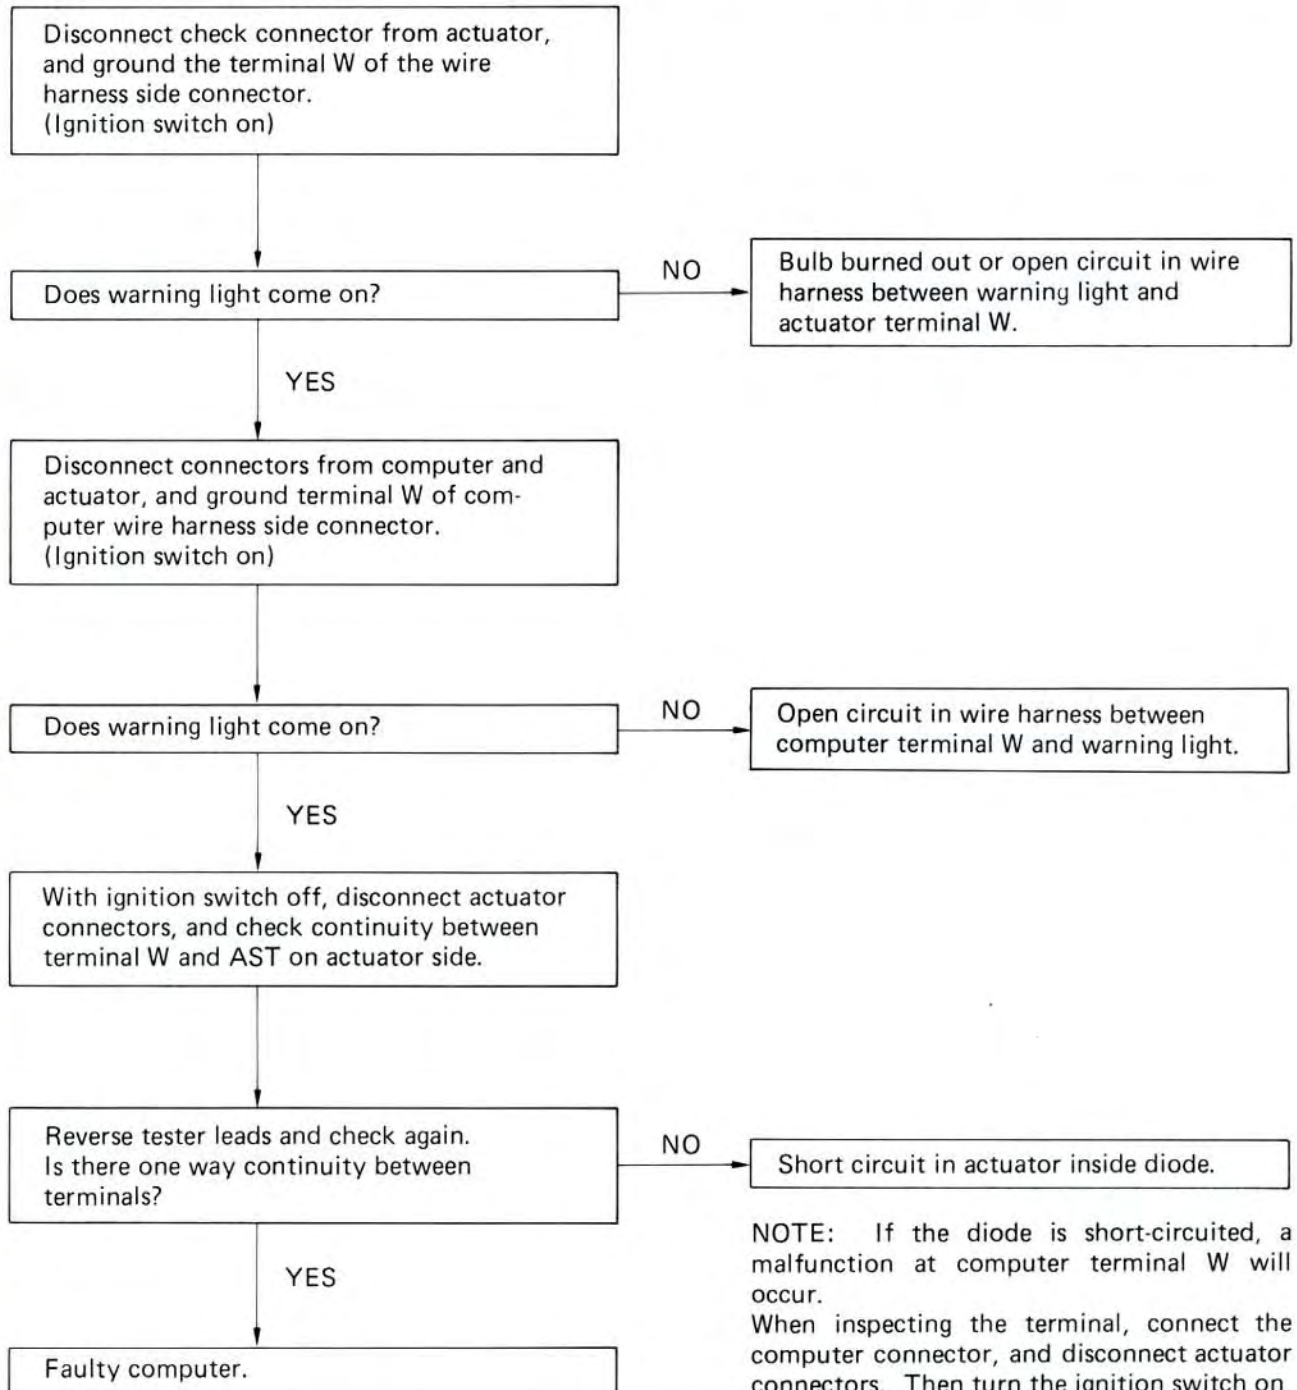 Disconnect check connector from actuator,
and ground the terminal W of the wire
harness side connector.
(Ignition switch on)
Does warning light come on?
NO
Bulb burned out or open circuit in wire
harness between warning light and
actuator terminal W.
YES
Disconnect connectors from computer and
actuator, and ground terminal W of com-
puter wire harness side connector.
(Ignition switch on)
Does warning light come on?
NO
Open circuit in wire harness between
computer terminal W and warning light.
YES
With ignition switch off, disconnect actuator
connectors, and check continuity between
terminal W and AST on actuator side.
Reverse tester leads and check again.
Is there one way continuity between
terminals?
NO
Short circuit in actuator inside diode.
YES
Faulty computer.
NOTE: If the diode is short-circuited, a
malfunction at computer terminal W will
occur.
When inspecting the terminal, connect the
computer connector, and disconnect actuator
connectors. Then turn the ignition switch on